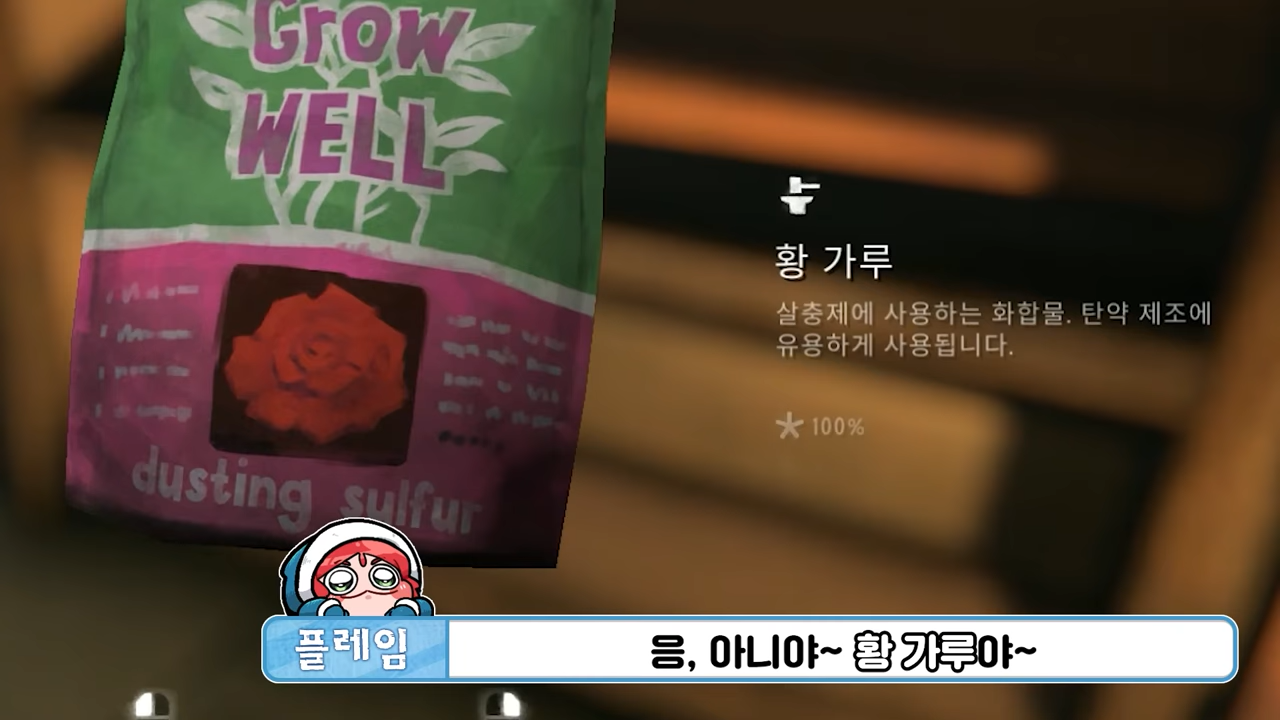 Grow
WELL
dusting sulfur
황 가루
살충제에 사용하는 화합물. 탄약 제조에
유용하게 사용됩니다.
100%
플레임
응, 아니야~ 황 가루야~